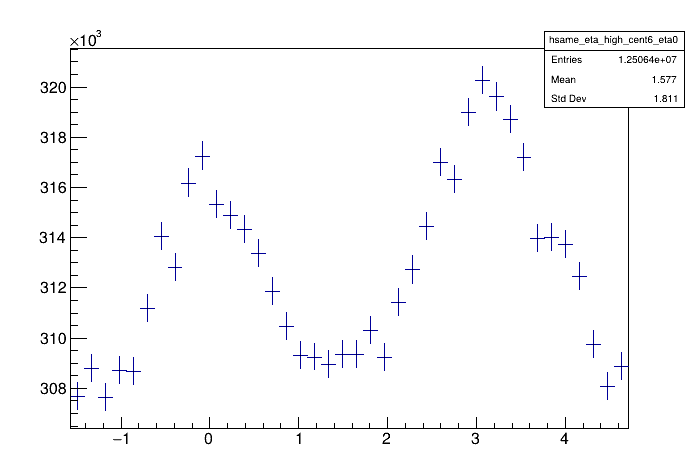 ×10³
hsame_eta_high_cent6_eta0
Entries 1.25064e+07
Mean 1.577
Std Dev 1.811
320
318
316
314
312
310
308
−1 0 1 2 3 4